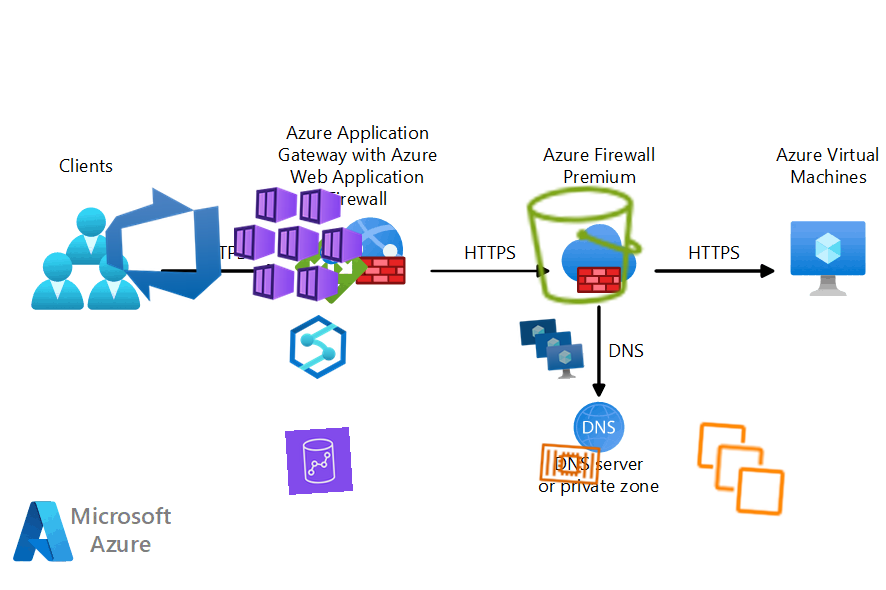 Clients
Azure Application
Gateway with Azure
Web Application
Firewall
Azure Firewall
Premium
Azure Virtual
Machines
HTTPS
HTTPS
DNS
DNS
DNS server
or private zone
Microsoft
Azure